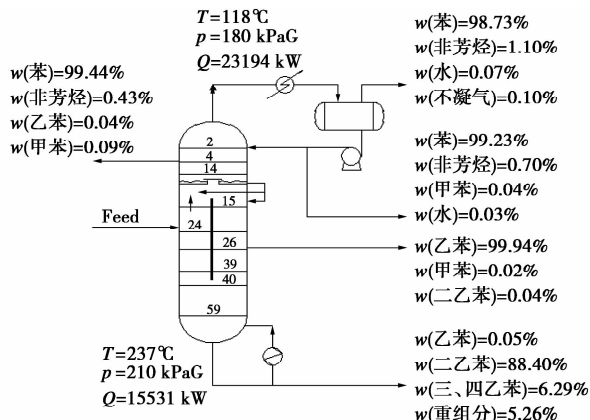 T=118℃
p=180 kPaG
Q=23194 kW
w(苯)=99.44%
w(非芳烃)=0.43%
w(乙苯)=0.04%
w(甲苯)=0.09%
w(苯)=98.73%
w(非芳烃)=1.10%
w(水)=0.07%
w(不凝气)=0.10%
w(苯)=99.23%
w(非芳烃)=0.70%
w(甲苯)=0.04%
w(水)=0.03%
2
4
14
15
Feed
24
26
39
40
59
w(乙苯)=99.94%
w(甲苯)=0.02%
w(二乙苯)=0.04%
w(乙苯)=0.05%
w(二乙苯)=88.40%
w(三、四乙苯)=6.29%
w(重组分)=5.26%
T=237℃
p=210 kPaG
Q=15531 kW